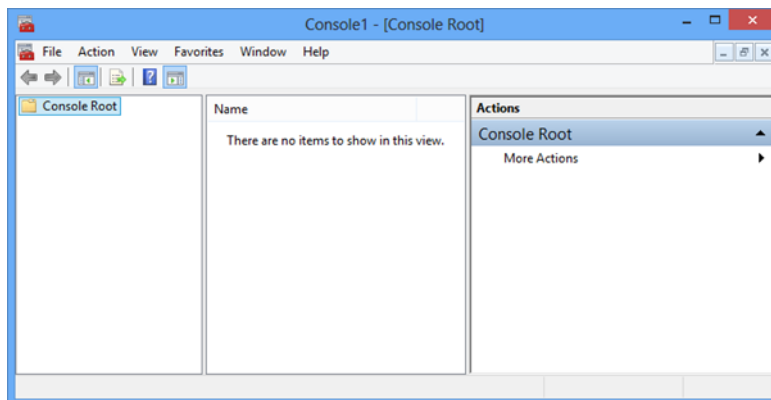 Console1 - [Console Root]
File Action View Favorites Window Help
Console Root
Name
There are no items to show in this view.
Actions
Console Root
More Actions